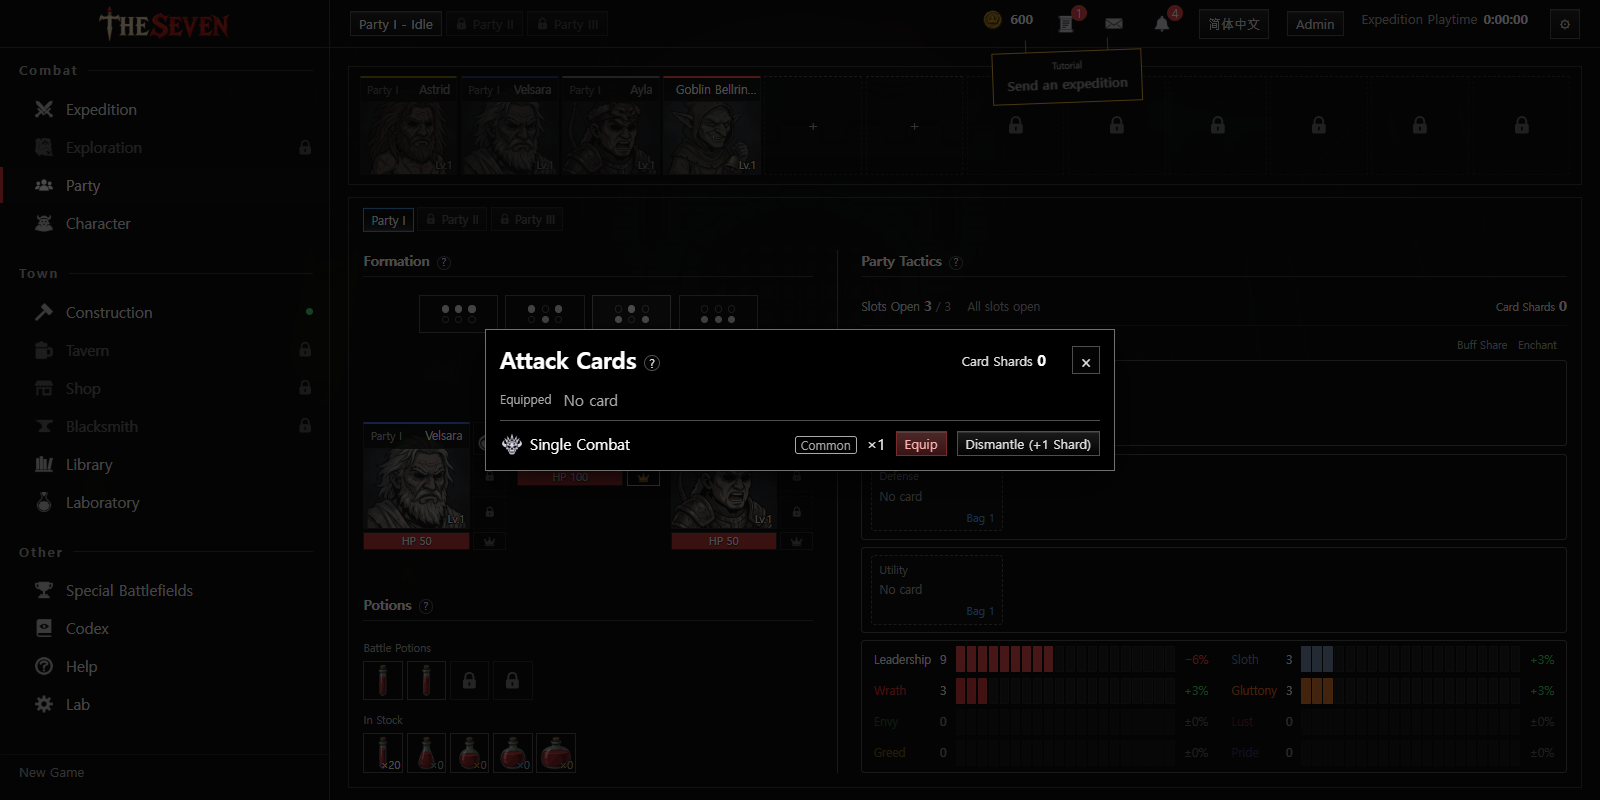 THE SEVEN
Party I - Idle
Party II
Party III
600
1
4
简体中文
Admin
Expedition Playtime 0:00:00
Tutorial
Send an expedition
Combat
Expedition
Exploration
Party
Character
Town
Construction
Tavern
Shop
Blacksmith
Library
Laboratory
Other
Special Battlefields
Codex
Help
Lab
New Game
Party I Astrid
Lv.1
Party I Velsara
Lv.1
Party I Ayla
Lv.1
Goblin Bellrin...
Lv.1
+
+
Party I
Party II
Party III
Formation ?
Party Tactics ?
Slots Open 3 / 3 All slots open
Card Shards 0
Buff Share Enchant
Attack Cards ?
Card Shards 0
×
Equipped No card
Single Combat
Common ×1 Equip Dismantle (+1 Shard)
Party I Velsara
Lv.1
HP 50
HP 100
Lv.1
HP 50
Defense
No card
Bag 1
Utility
No card
Bag 1
Potions ?
Battle Potions
In Stock
×20 ×0 ×0 ×0 ×0
Leadership 9 −6% Sloth 3 +3%
Wrath 3 +3% Gluttony 3 +3%
Envy 0 ±0% Lust 0 ±0%
Greed 0 ±0% Pride 0 ±0%